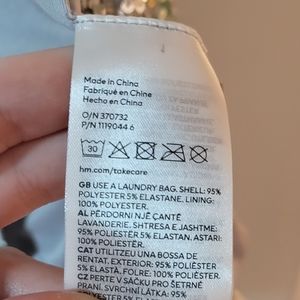 Made in China
Fabriqué en Chine
Hecho en China
O/N 370732
P/N 1119044 6
30
hm.com/takecare
GB USE A LAUNDRY BAG. SHELL: 95%
POLYESTER 5% ELASTANE. LINING:
100% POLYESTER.
AL PËRDORNI NJË ÇANTË
LAVANDERIE. SHTRESA E JASHTME:
95% POLIESTËR 5% ELASTAN. ASTARI:
100% POLIESTËR.
CAT UTILITZEU UNA BOSSA DE
RENTAT. EXTERIOR: 95% POLIÈSTER
5% ELASTÀ. FOLRE: 100% POLIÈSTER.
CZ PERTE V SÁČKU PRO ŠETRNÉ
PRANÍ. SVRCHNÍ LÁTKA: 95%